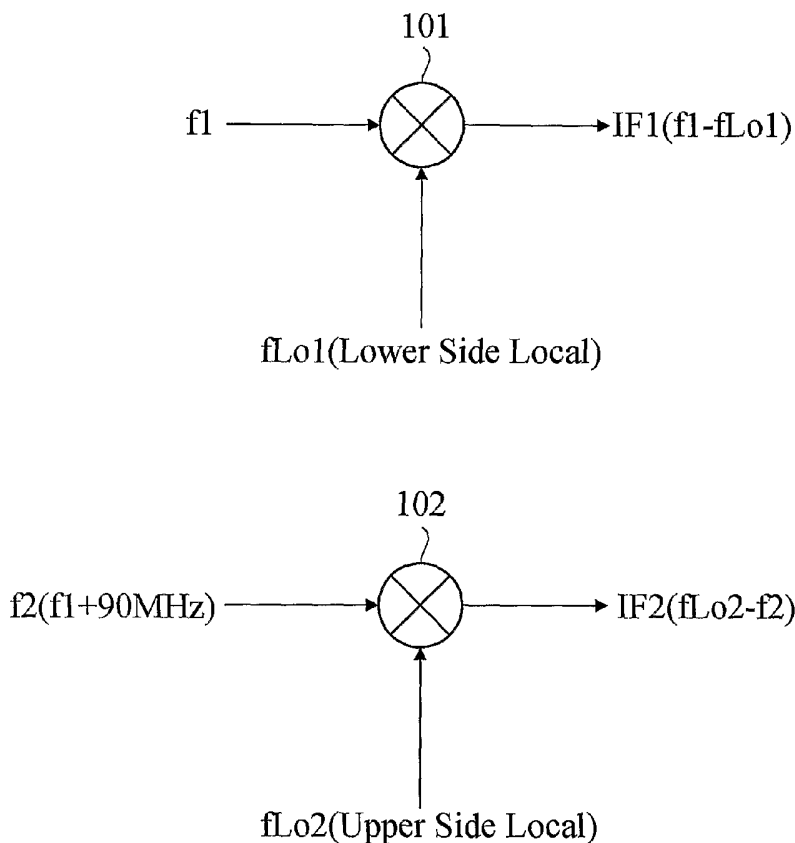 101
f1
IF1(f1-fLo1)
fLo1(Lower Side Local)
102
f2(f1+90MHz)
IF2(fLo2-f2)
fLo2(Upper Side Local)